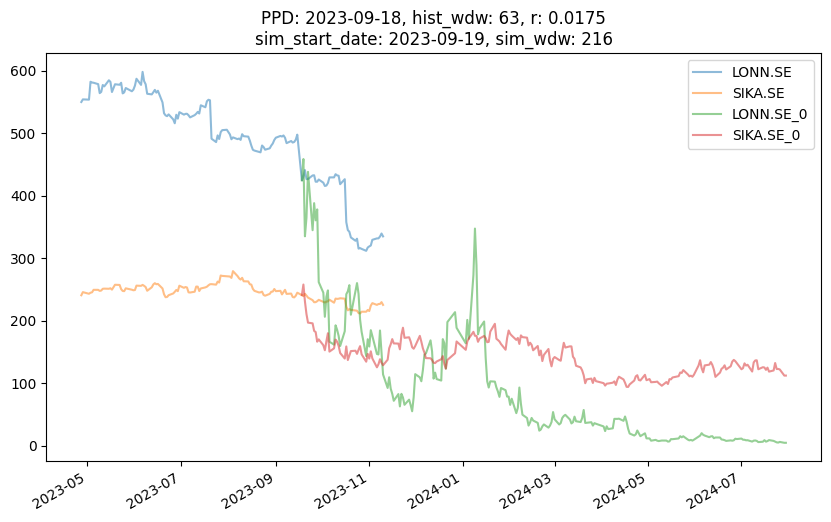 PPD: 2023-09-18, hist_wdw: 63, r: 0.0175
sim_start_date: 2023-09-19, sim_wdw: 216
LONN.SE
SIKA.SE
LONN.SE_0
SIKA.SE_0
600
500
400
300
200
100
0
2023-05
2023-07
2023-09
2023-11
2024-01
2024-03
2024-05
2024-07